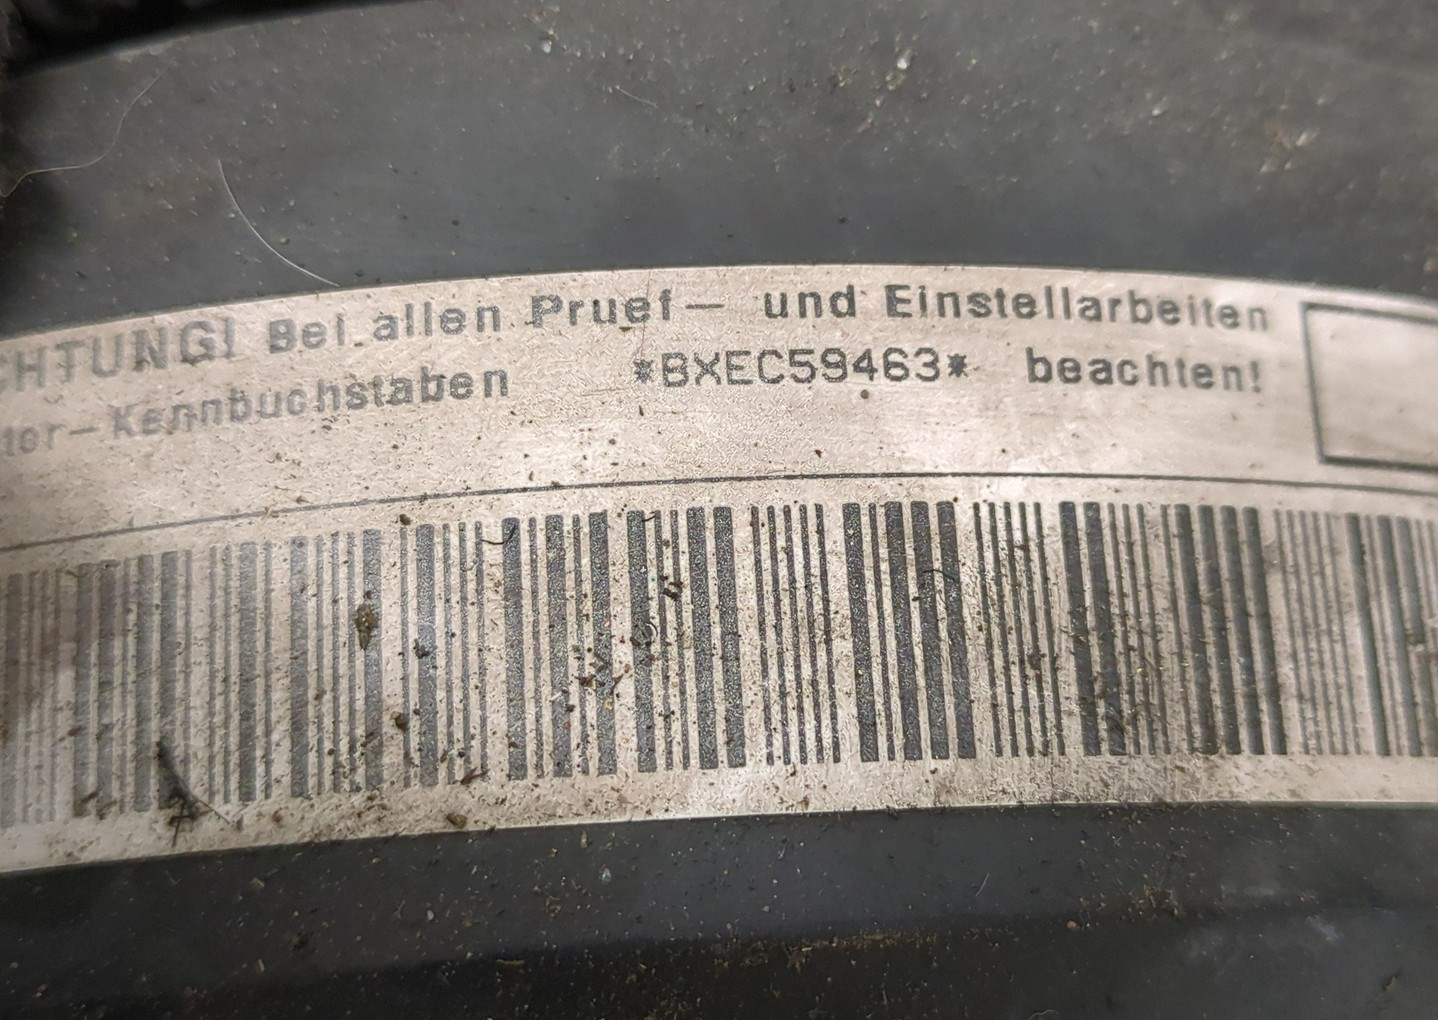 CHTUNG! Bei allen Pruef- und Einstellarbeiten
tor-Kennbuchstaben *BXEC59463* beachten!